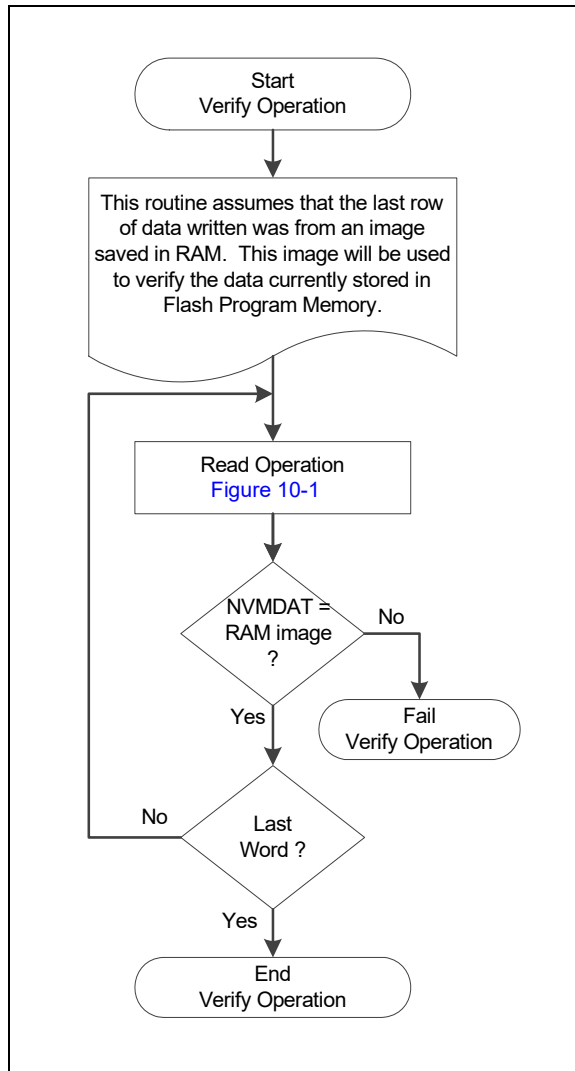 Start
Verify Operation
This routine assumes that the last row
of data written was from an image
saved in RAM. This image will be used
to verify the data currently stored in
Flash Program Memory.
Read Operation
Figure 10-1
NVMDAT =
RAM image
?
No
Yes
Fail
Verify Operation
No
Last
Word ?
Yes
End
Verify Operation